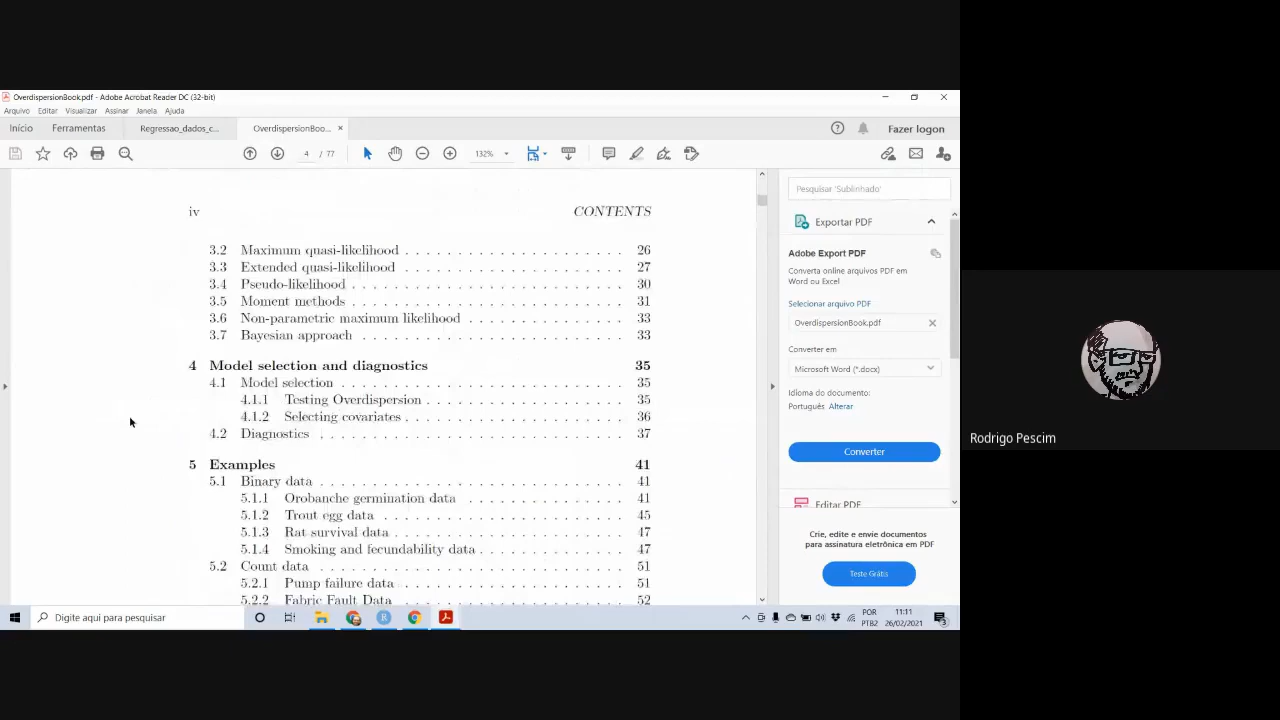 OverdispersionBook.pdf - Adobe Acrobat Reader DC (32-bit)
Arquivo Editar Visualizar Assinar Janela Ajuda
Início Ferramentas Regressao_dados_c... OverdispersionBoo... ×
Fazer logon
4 / 77 132%
iv CONTENTS
3.2 Maximum quasi-likelihood . . . . . . . . . . . . . . . . . . . 26
3.3 Extended quasi-likelihood . . . . . . . . . . . . . . . . . . . 27
3.4 Pseudo-likelihood . . . . . . . . . . . . . . . . . . . . . . 30
3.5 Moment methods . . . . . . . . . . . . . . . . . . . . . . 31
3.6 Non-parametric maximum likelihood . . . . . . . . . . . . . 33
3.7 Bayesian approach . . . . . . . . . . . . . . . . . . . . . 33
4 Model selection and diagnostics 35
4.1 Model selection . . . . . . . . . . . . . . . . . . . . . . . 35
4.1.1 Testing Overdispersion . . . . . . . . . . . . . . . . 35
4.1.2 Selecting covariates . . . . . . . . . . . . . . . . . . 36
4.2 Diagnostics . . . . . . . . . . . . . . . . . . . . . . . . 37
5 Examples 41
5.1 Binary data . . . . . . . . . . . . . . . . . . . . . . . . 41
5.1.1 Orobanche germination data . . . . . . . . . . . . . 41
5.1.2 Trout egg data . . . . . . . . . . . . . . . . . . . . 45
5.1.3 Rat survival data . . . . . . . . . . . . . . . . . . . 47
5.1.4 Smoking and fecundability data . . . . . . . . . . . . 47
5.2 Count data . . . . . . . . . . . . . . . . . . . . . . . . 51
5.2.1 Pump failure data . . . . . . . . . . . . . . . . . . 51
5.2.2 Fabric Fault Data . . . . . . . . . . . . . . . . . . 52
Pesquisar 'Sublinhado'
Exportar PDF
Adobe Export PDF
Converta online arquivos PDF em
Word ou Excel
Selecionar arquivo PDF
OverdispersionBook.pdf ×
Converter em
Microsoft Word (*.docx)
Idioma do documento:
Português Alterar
Converter
Editar PDF
Crie, edite e envie documentos
para assinatura eletrônica em PDF
Teste Grátis
Digite aqui para pesquisar
POR
PTB2
11:11
26/02/2021
3
Rodrigo Pescim